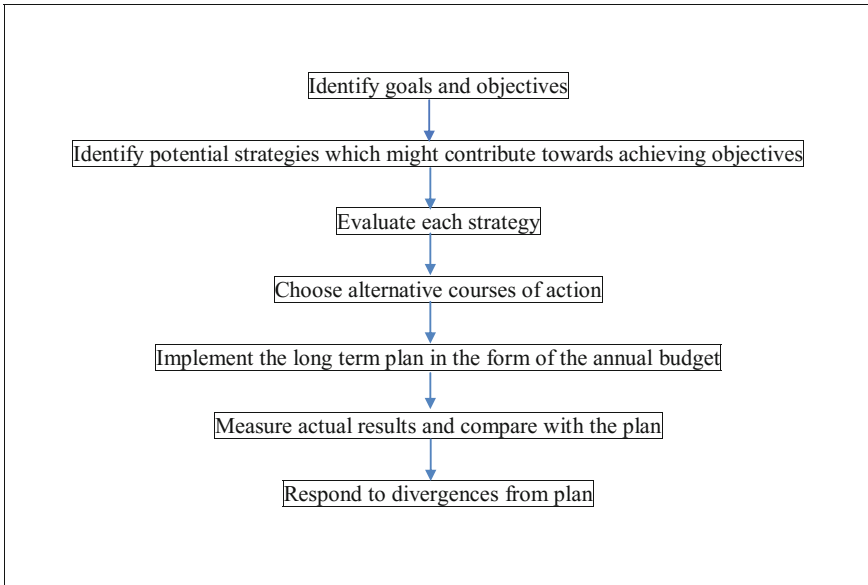 Identify goals and objectives
Identify potential strategies which might contribute towards achieving objectives
Evaluate each strategy
Choose alternative courses of action
Implement the long term plan in the form of the annual budget
Measure actual results and compare with the plan
Respond to divergences from plan